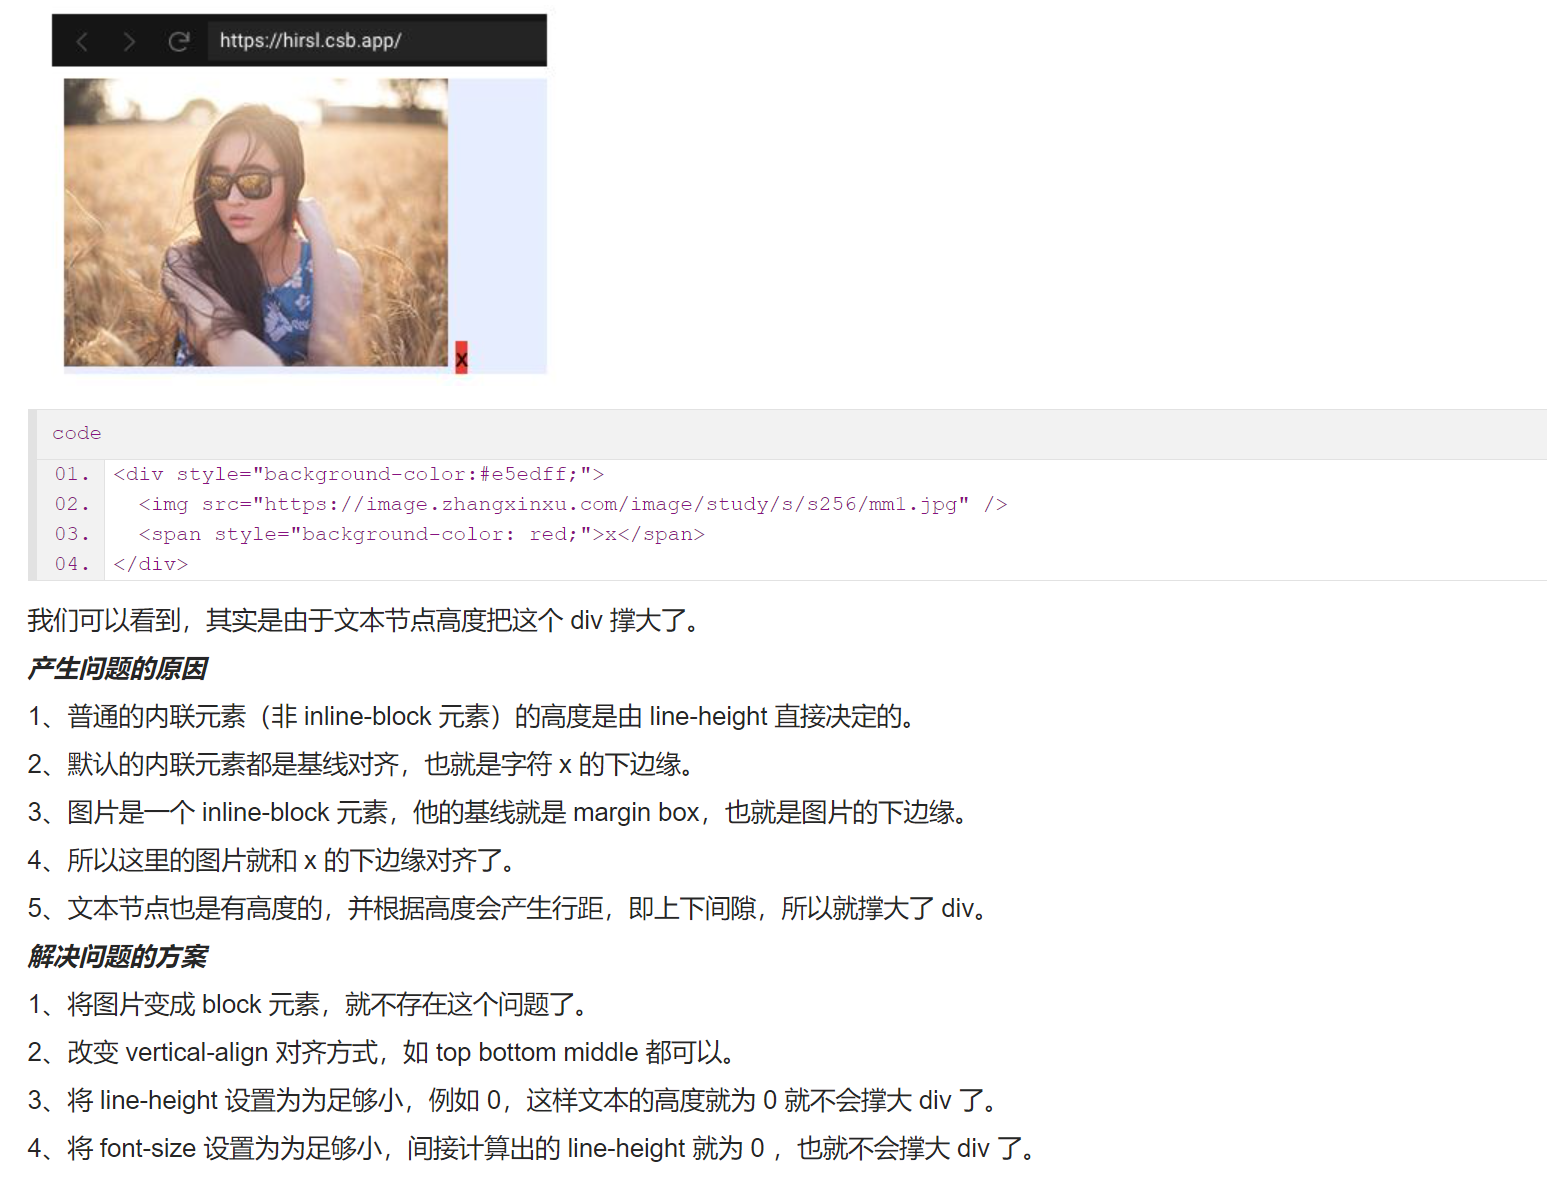 https://hirsl.csb.app/
x
code
01. <div style="background-color:#e5edff;">
02. <img src="https://image.zhangxinxu.com/image/study/s/s256/mm1.jpg" />
03. <span style="background-color: red;">x</span>
04. </div>
我们可以看到，其实是由于文本节点高度把这个 div 撑大了。
产生问题的原因
1、普通的内联元素（非 inline-block 元素）的高度是由 line-height 直接决定的。
2、默认的内联元素都是基线对齐，也就是字符 x 的下边缘。
3、图片是一个 inline-block 元素，他的基线就是 margin box，也就是图片的下边缘。
4、所以这里的图片就和 x 的下边缘对齐了。
5、文本节点也是有高度的，并根据高度会产生行距，即上下间隙，所以就撑大了 div。
解决问题的方案
1、将图片变成 block 元素，就不存在这个问题了。
2、改变 vertical-align 对齐方式，如 top bottom middle 都可以。
3、将 line-height 设置为为足够小，例如 0，这样文本的高度就为 0 就不会撑大 div 了。
4、将 font-size 设置为为足够小，间接计算出的 line-height 就为 0 ，也就不会撑大 div 了。